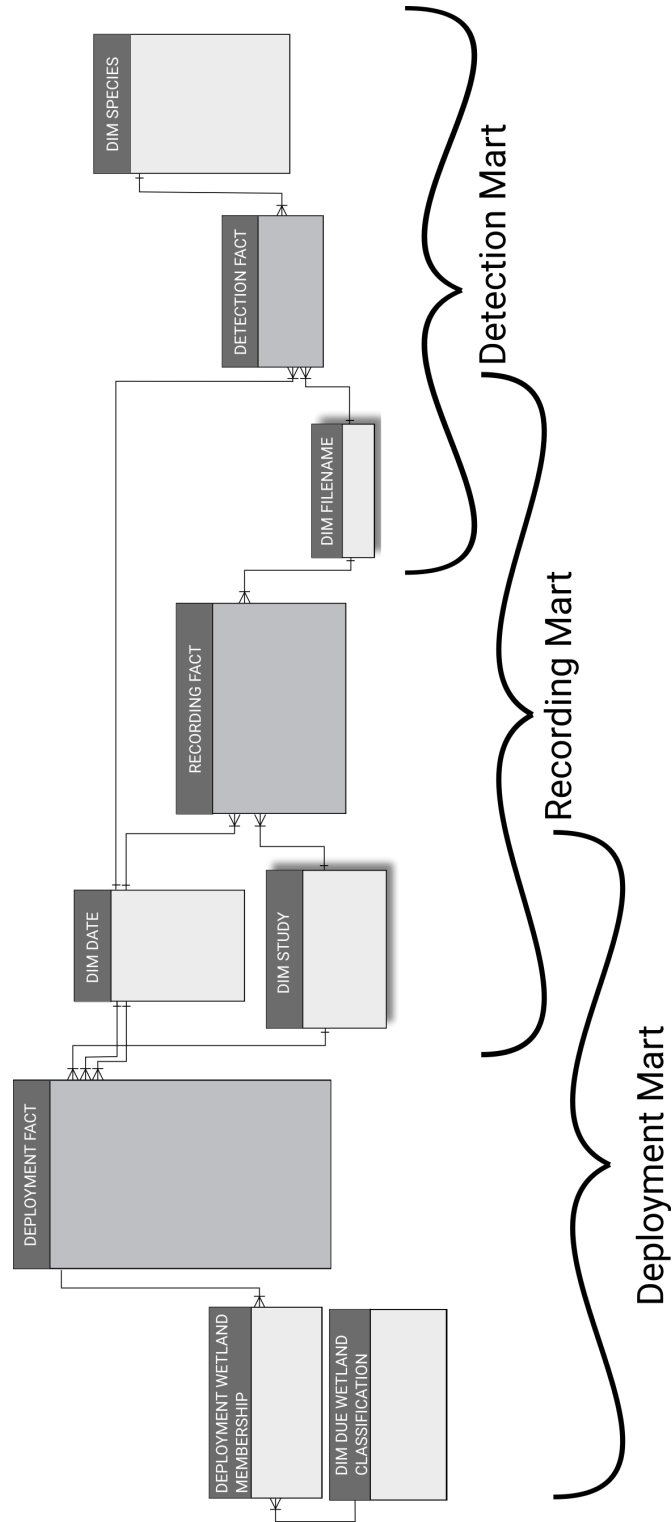 DEPLOYMENT WETLAND
MEMBERSHIP
DIM DUE WETLAND
CLASSIFICATION
DEPLOYMENT FACT
DIM DATE
DIM STUDY
RECORDING FACT
DIM FILENAME
DETECTION FACT
DIM SPECIES
Deployment Mart
Recording Mart
Detection Mart